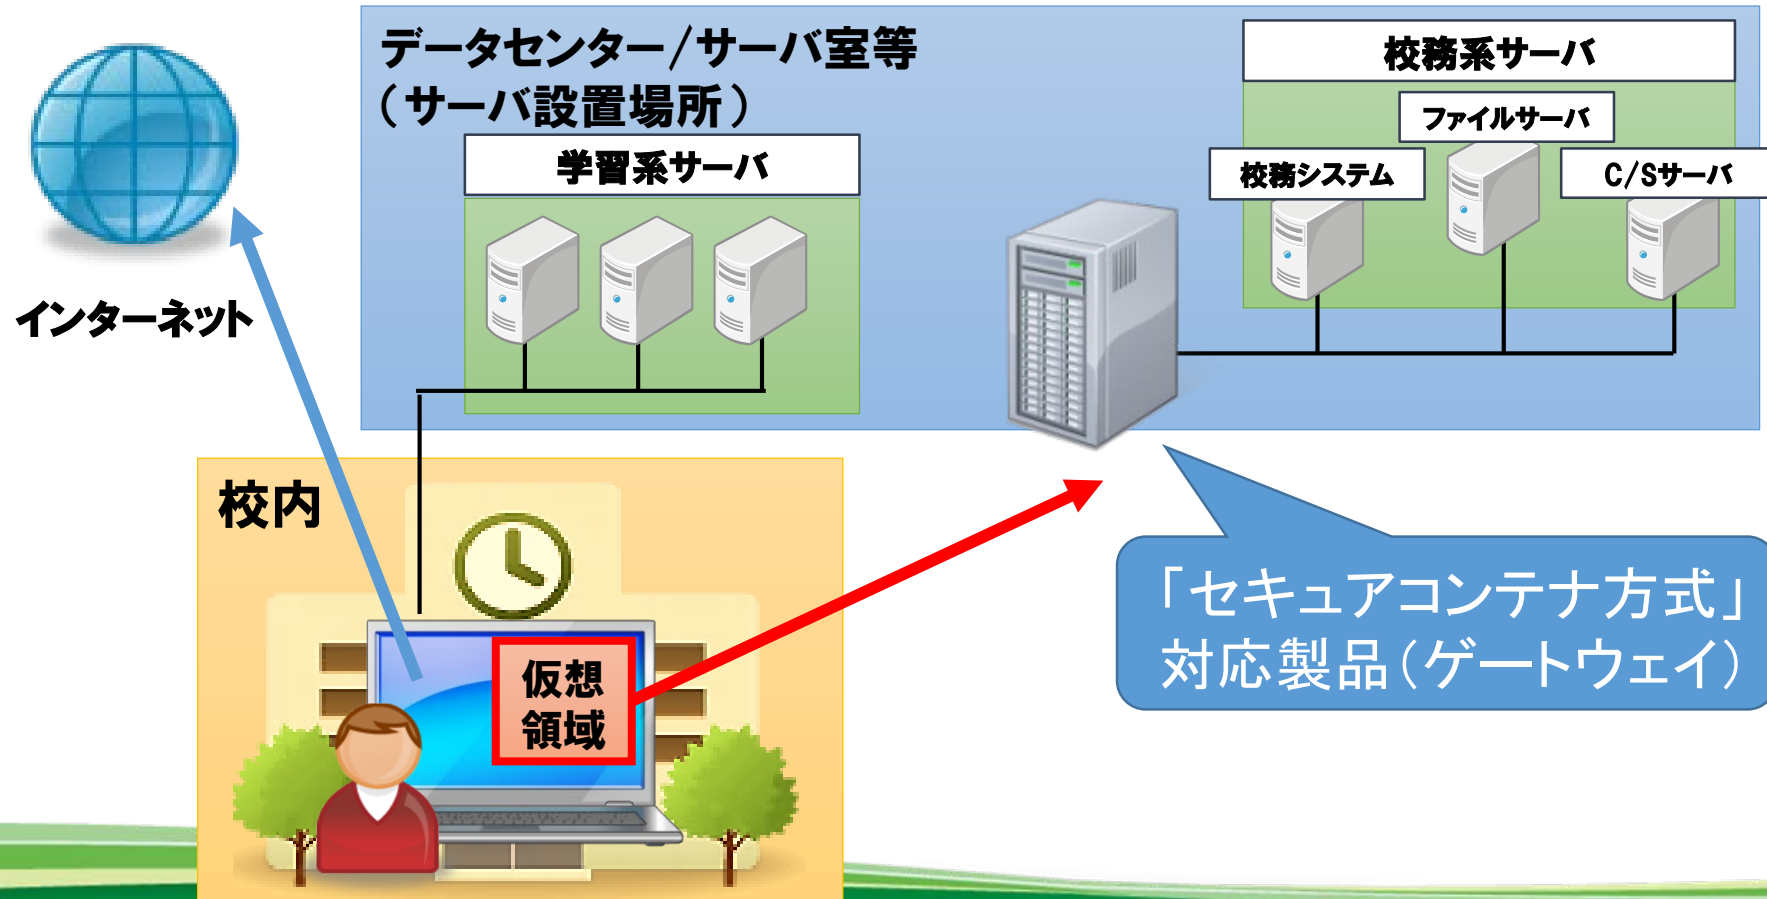 データセンター/サーバ室等
（サーバ設置場所）
校務系サーバ
ファイルサーバ
校務システム
C/Sサーバ
学習系サーバ
インターネット
校内
仮想
領域
「セキュアコンテナ方式」
対応製品（ゲートウェイ）